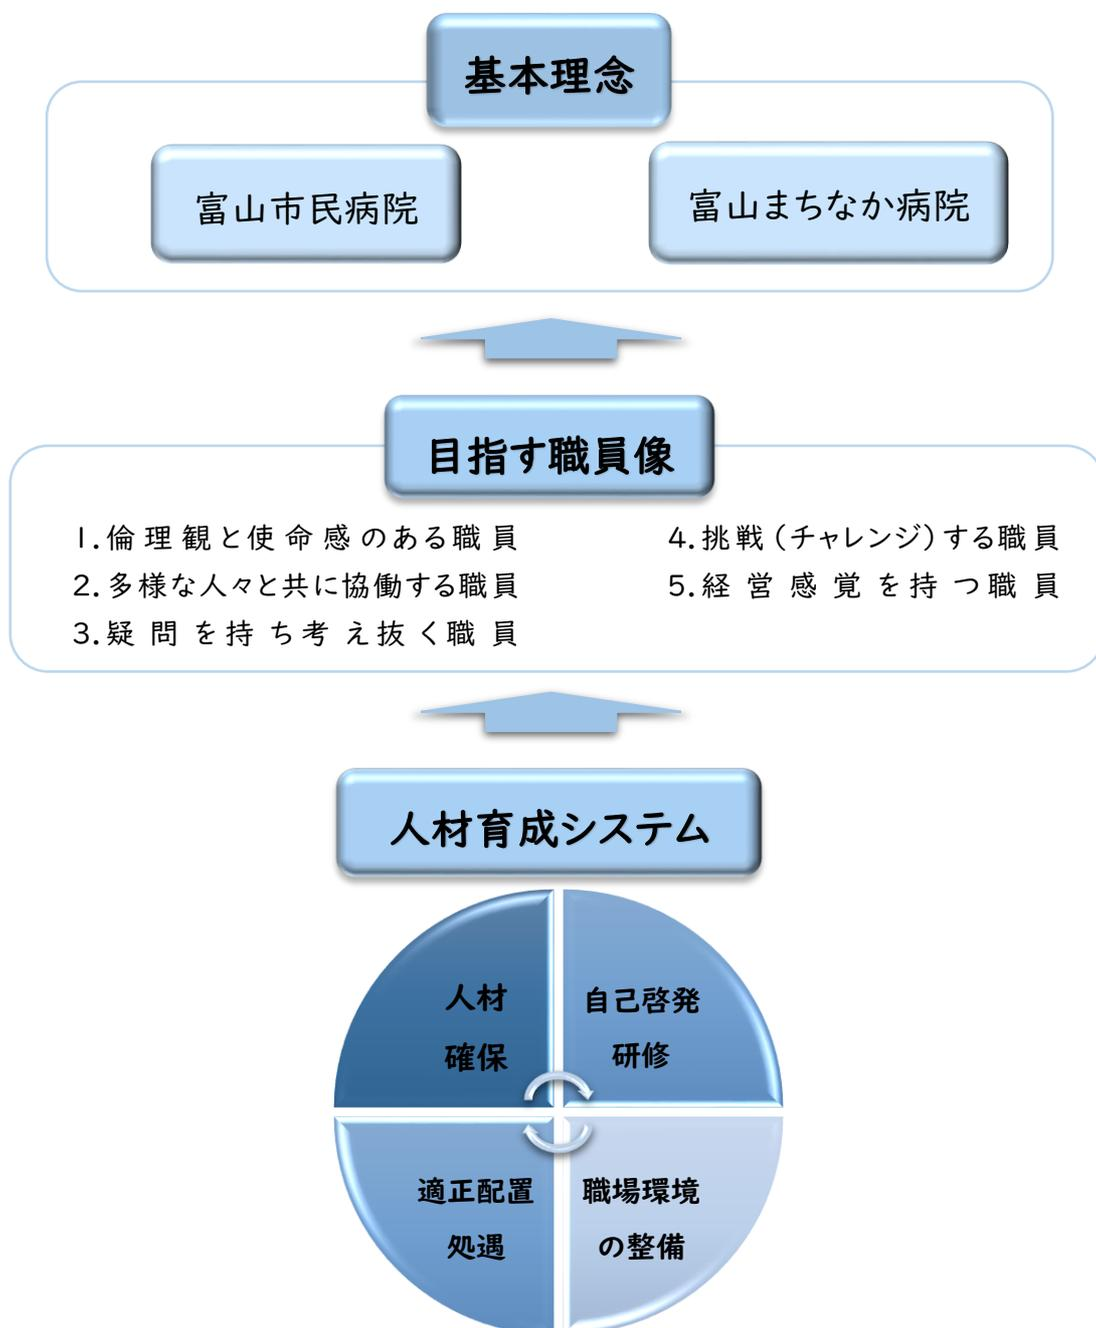 基本理念
富山市民病院
富山まちなか病院
目指す職員像
1.倫理観と使命感のある職員
2.多様な人々と共に協働する職員
3.疑問を持ち考え抜く職員
4.挑戦(チャレンジ)する職員
5.経営感覚を持つ職員
人材育成システム
人材
確保
自己啓発
研修
適正配置
処遇
職場環境
の整備